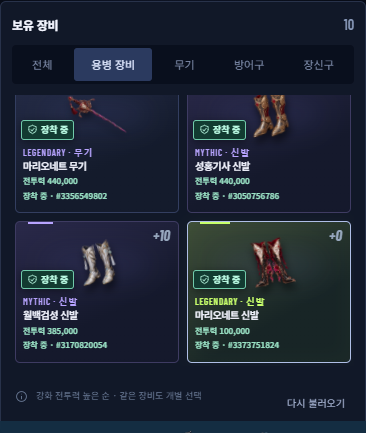 보유 장비
10
전체 용병 장비 무기 방어구 장신구
장착 중
LEGENDARY · 무기
마리오네트 무기
전투력 440,000
장착 중 · #3356549802
장착 중
MYTHIC · 신발
성흉기사 신발
전투력 440,000
장착 중 · #3050756786
+10
장착 중
MYTHIC · 신발
월백검성 신발
전투력 385,000
장착 중 · #3170820054
+0
장착 중
LEGENDARY · 신발
마리오네트 신발
전투력 100,000
장착 중 · #3373751824
강화 전투력 높은 순 · 같은 장비도 개별 선택
다시 불러오기